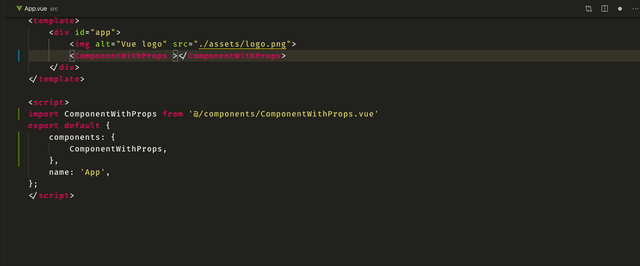 App.vue src
<template>
<div id="app">
<img alt="Vue logo" src="./assets/logo.png">
<ComponentWithProps ></ComponentWithProps>
</div>
</template>
<script>
import ComponentWithProps from '@/components/ComponentWithProps.vue'
export default {
components: {
ComponentWithProps,
},
name: 'App',
};
</script>